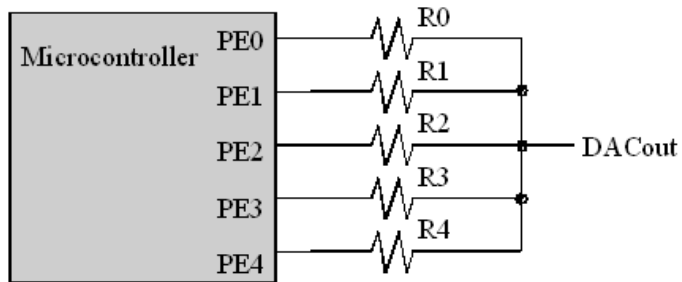 Microcontroller
PE0
R0
PE1
R1
PE2
R2
DACout
PE3
R3
PE4
R4